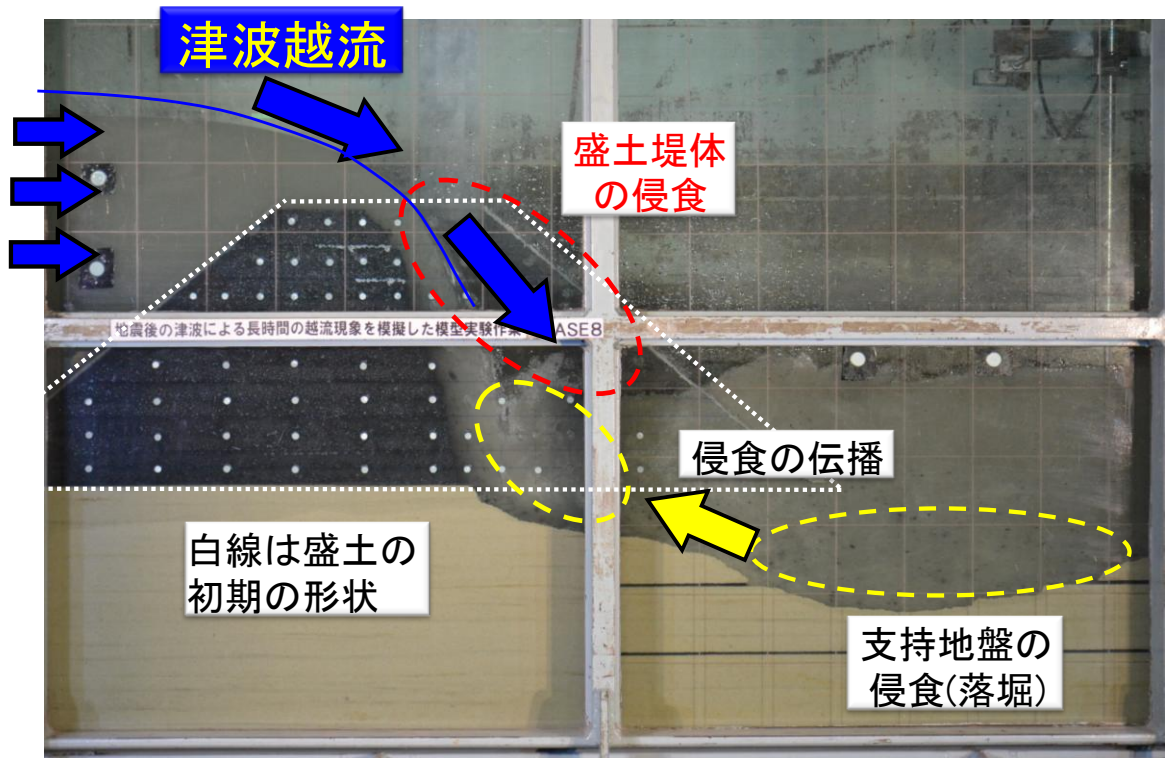 津波越流
盛土堤体
の侵食
地震後の津波による長時間の越流現象を模擬した模型実験作業 ASE8
侵食の伝播
白線は盛土の
初期の形状
支持地盤の
侵食(落堀)